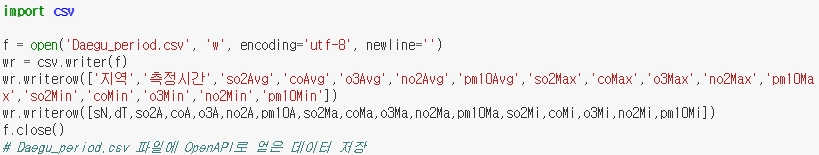 import csv
f = open('Daegu_period.csv', 'w', encoding='utf-8', newline='')
wr = csv.writer(f)
wr.writerow(['지역','측정시간','so2Avg','coAvg','o3Avg','no2Avg','pm10Avg','so2Max','coMax','o3Max','no2Max','pm10Ma
x','so2Min','coMin','o3Min','no2Min','pm10Min'])
wr.writerow([sN,dT,so2A,coA,o3A,no2A,pm10A,so2Ma,coMa,o3Ma,no2Ma,pm10Ma,so2Mi,coMi,o3Mi,no2Mi,pm10Mi])
f.close()
# Daegu_period.csv 파일에 OpenAPI로 얻은 데이터 저장